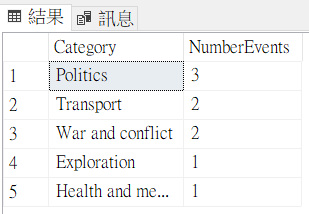 結果 訊息
Category NumberEvents
1 Politics 3
2 Transport 2
3 War and conflict 2
4 Exploration 1
5 Health and me... 1